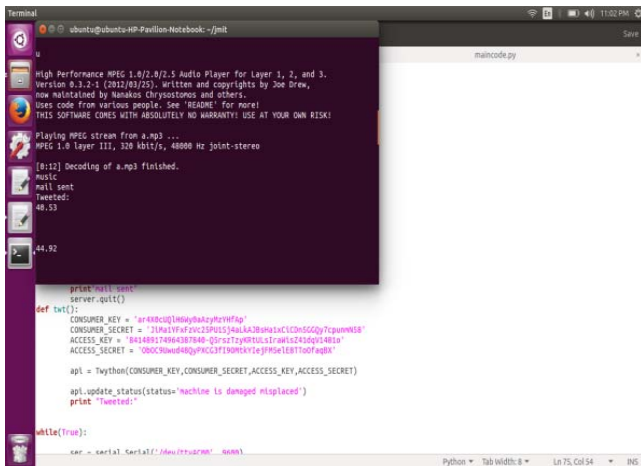 Terminal
11:02 PM
ubuntu@ubuntu-HP-Pavilion-Notebook: ~/jmit
Save
maincode.py
u
High Performance MPEG 1.0/2.0/2.5 Audio Player for Layer 1, 2, and 3.
Version 0.3.2-1 (2012/03/25). Written and copyrights by Joe Drew,
now maintained by Nanakos Chrysostomos and others.
Uses code from various people. See 'README' for more!
THIS SOFTWARE COMES WITH ABSOLUTELY NO WARRANTY! USE AT YOUR OWN RISK!
Playing MPEG stream from a.mp3 ...
MPEG 1.0 layer III, 320 kbit/s, 48000 Hz joint-stereo
[0:12] Decoding of a.mp3 finished.
music
mail sent
Tweeted:
48.53
44.92
print"mail sent"
server.quit()
def twt():
CONSUMER_KEY =
CONSUMER_SECRET =
ACCESS_KEY =
ACCESS_SECRET =
api = Twython(CONSUMER_KEY,CONSUMER_SECRET,ACCESS_KEY,ACCESS_SECRET)
api.update_status(status='machine is damaged misplaced')
print "Tweeted:"
while(True):
ser = serial.Serial('/dev/ttyACM0', 9600)
Python Tab Width: 8 Ln 75, Col 54 INS